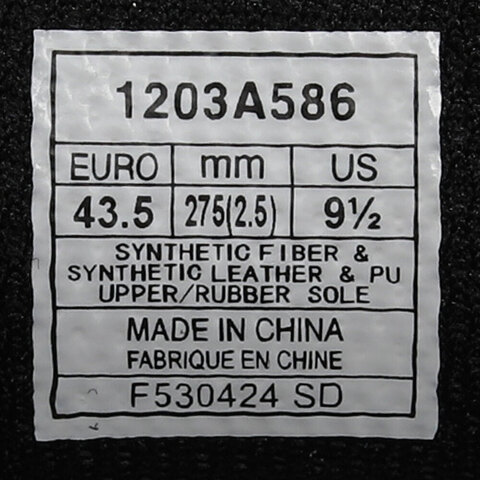 1203A586
EURO mm US
43.5 275(2.5) 9½
SYNTHETIC FIBER &
SYNTHETIC LEATHER & PU
UPPER/RUBBER SOLE
MADE IN CHINA
FABRIQUE EN CHINE
F530424 SD